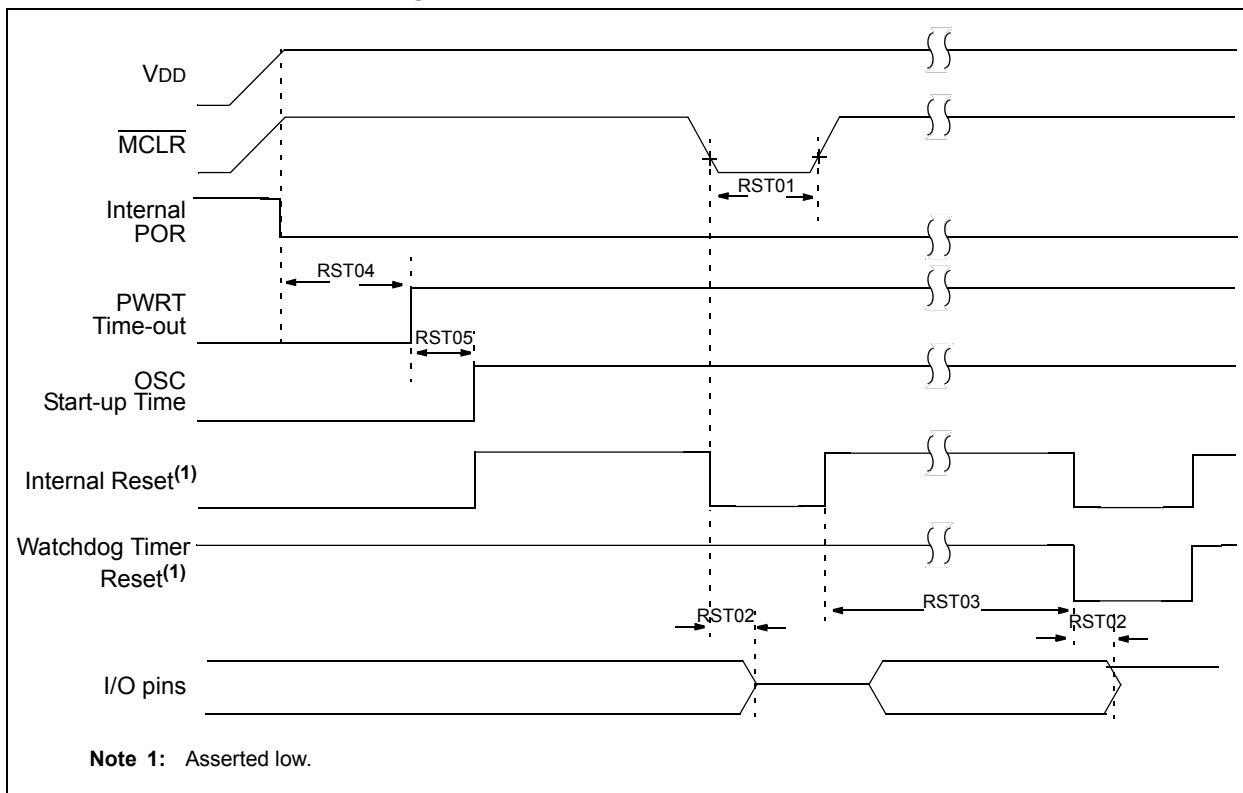 VDD
MCLR
RST01
Internal
POR
RST04
PWRT
Time-out
RST05
OSC
Start-up Time
Internal Reset(1)
Watchdog Timer
Reset(1)
RST03
RST02
RST02
I/O pins
Note 1: Asserted low.